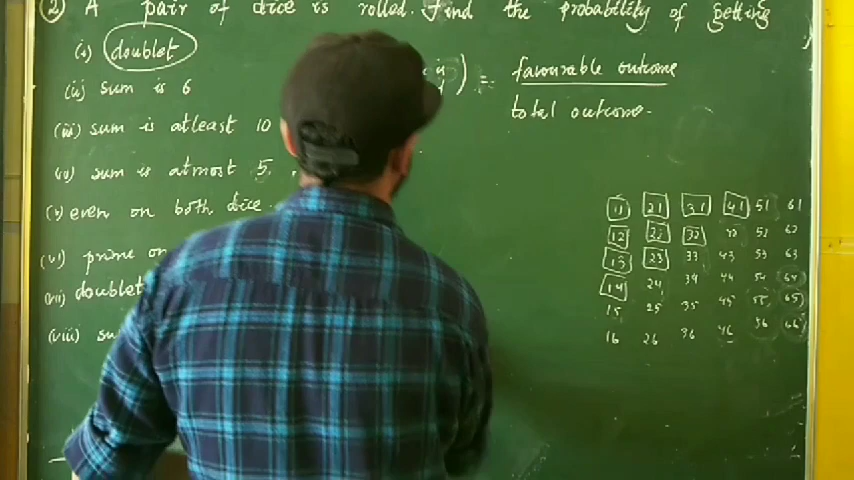 (2) A pair of dice is rolled. Find the probability of getting
(i) doublet
(ii) sum is 6
(iii) sum is atleast 10
(iv) sum is atmost 5.
(v) even on both dice.
(vi) prime on
(vii) doublet
(viii) su
) = favourable outcome
total outcome.
11 21 31 41 51 61
12 22 32 42 51 62
13 23 33 43 53 63
14 24 34 44 54 64
15 25 35 45 55 65
16 26 36 46 56 66